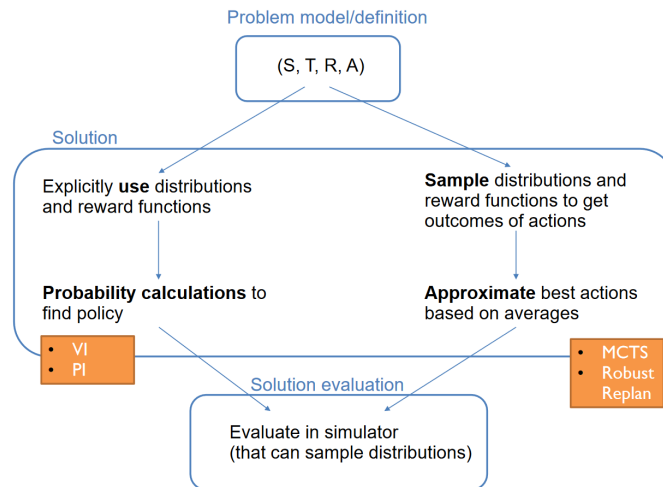 Problem model/definition
(S, T, R, A)
Solution
Explicitly use distributions
and reward functions
Sample distributions and
reward functions to get
outcomes of actions
Probability calculations to
find policy
Approximate best actions
based on averages
• VI
• PI
• MCTS
• Robust
Replan
Solution evaluation
Evaluate in simulator
(that can sample distributions)